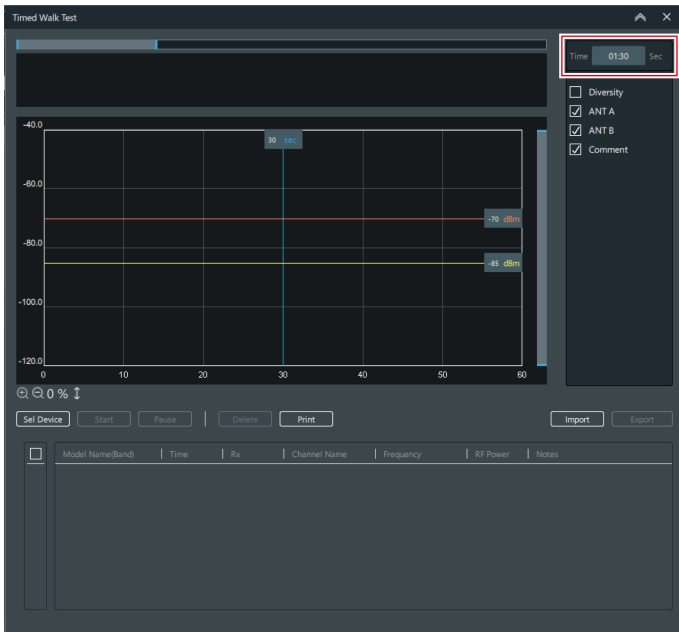 Timed Walk Test
Time 01:30 Sec
Diversity
ANT A
ANT B
Comment
-40.0
30 sec
-60.0
-70 dBm
-80.0
-85 dBm
-100.0
-120.0
0 10 20 30 40 50 60
0 %
Sel Device Start Pause Delete Print Import Export
Model Name(Band) Time Rx Channel Name Frequency RF Power Notes